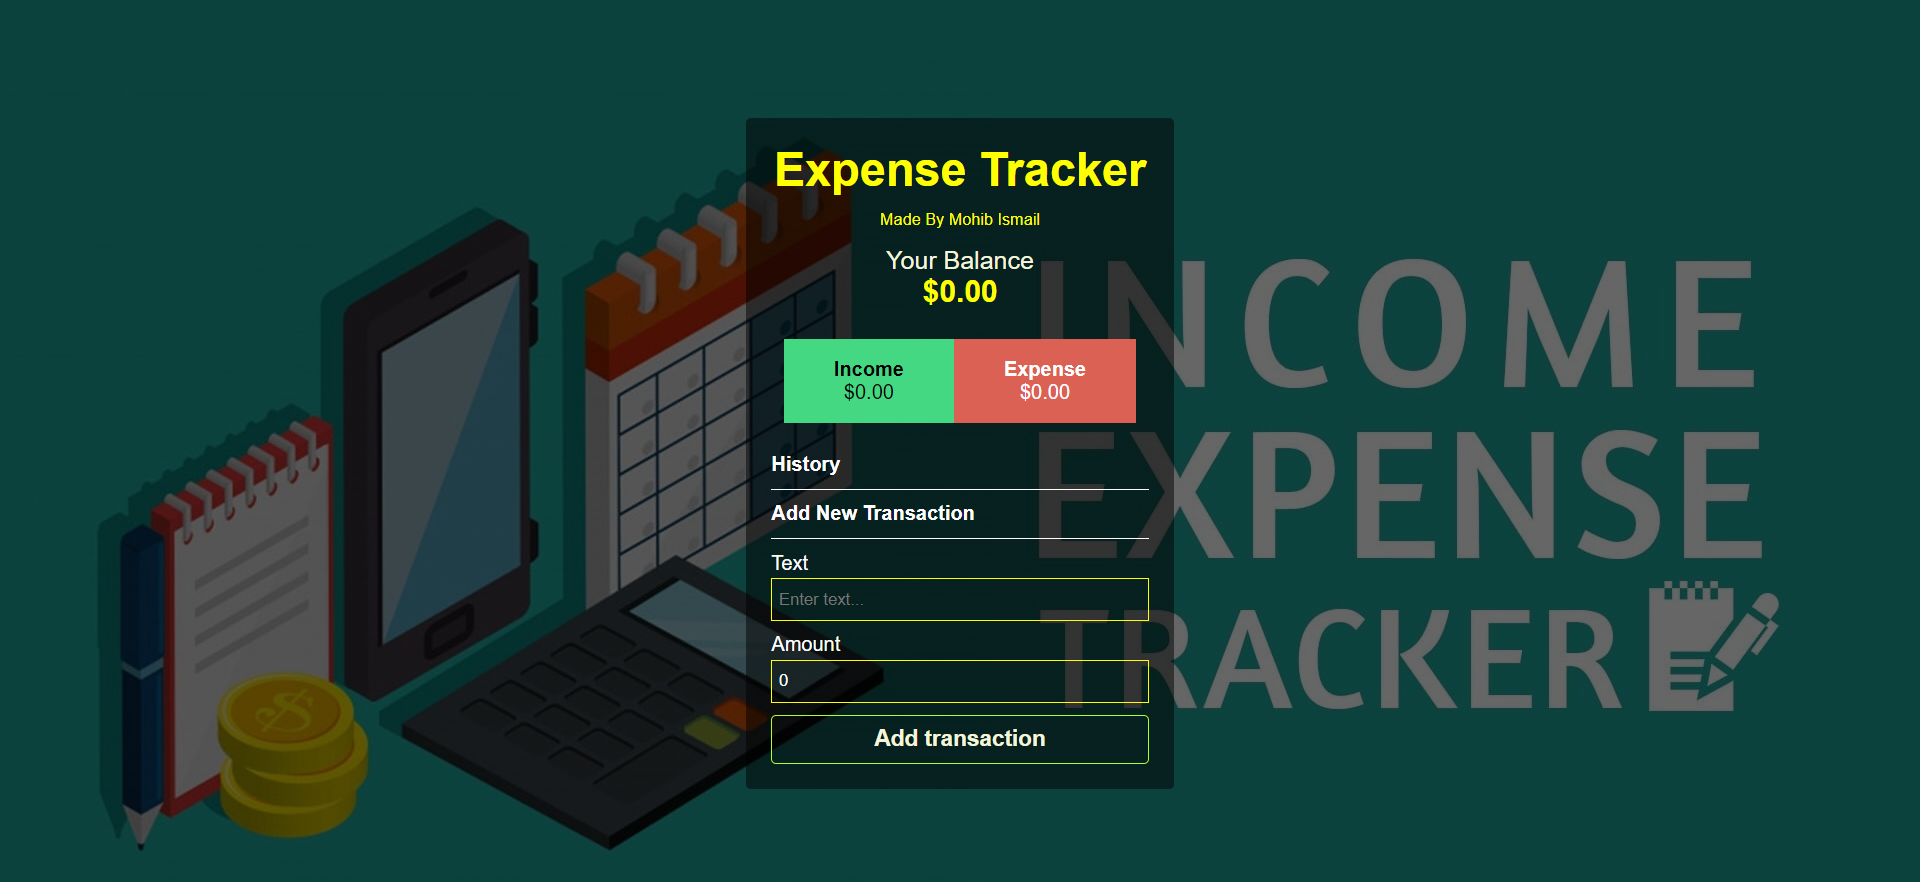 Expense Tracker
Made By Mohib Ismail
Your Balance
$0.00
Income
$0.00
Expense
$0.00
History
Add New Transaction
Text
Enter text...
Amount
0
Add transaction
INCOME
EXPENSE
TRACKER